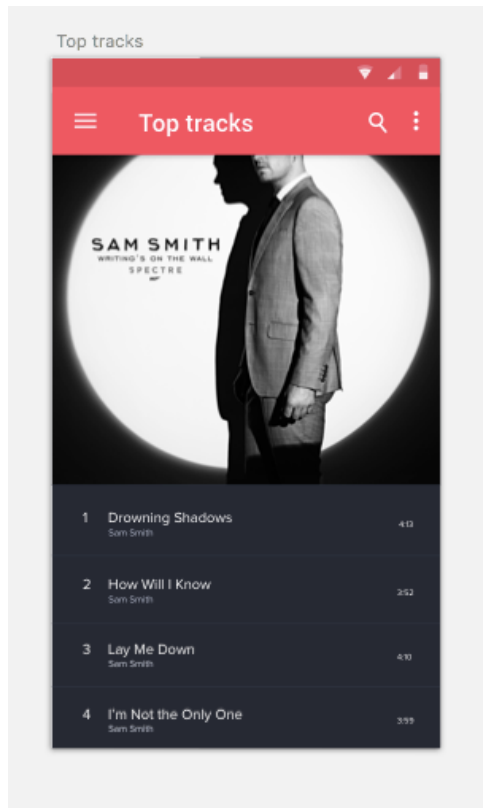 Top tracks
Top tracks
SAM SMITH
WRITING'S ON THE WALL
SPECTRE
1 Drowning Shadows 4:13
Sam Smith
2 How Will I Know 3:52
Sam Smith
3 Lay Me Down 4:10
Sam Smith
4 I'm Not the Only One 3:59
Sam Smith